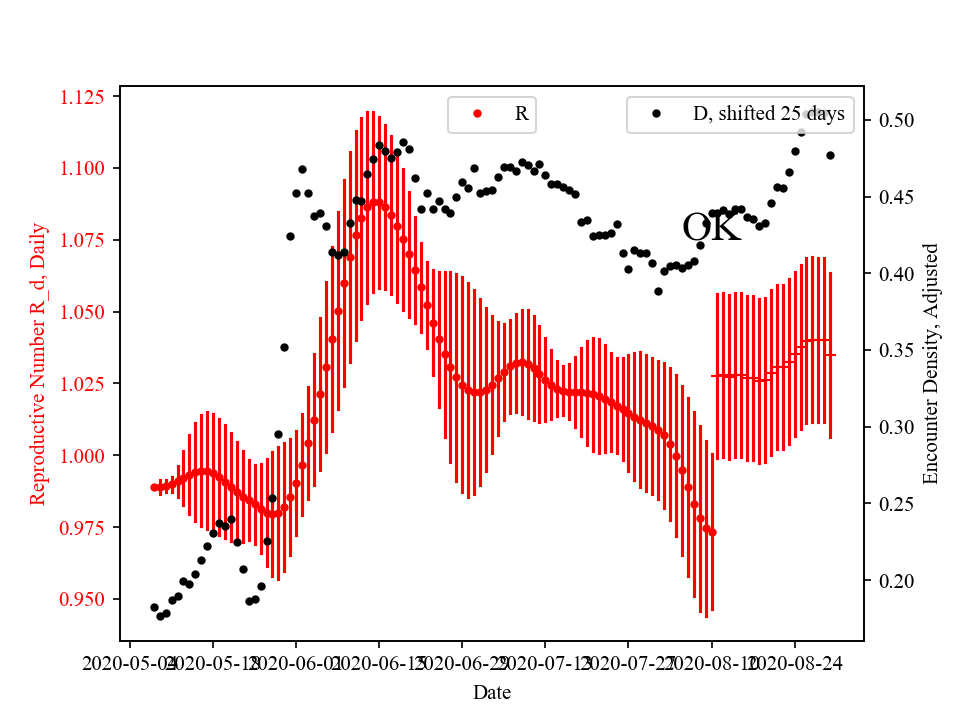 R
D, shifted 25 days
OK
Reproductive Number R_d, Daily
1.125
1.100
1.075
1.050
1.025
1.000
0.975
0.950
Encounter Density, Adjusted
0.50
0.45
0.40
0.35
0.30
0.25
0.20
2020-05-04 2020-05-18 2020-06-01 2020-06-15 2020-06-29 2020-07-13 2020-07-27 2020-08-10 2020-08-24
Date